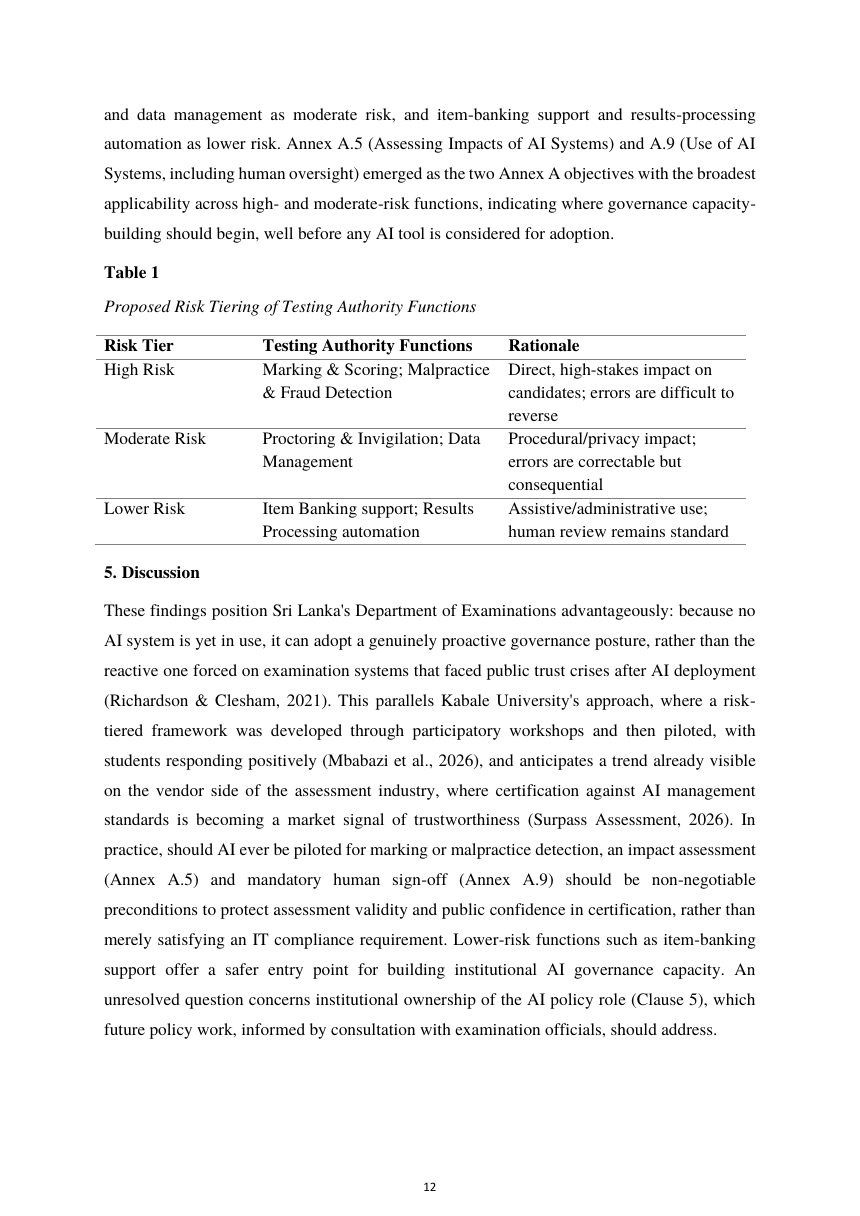 and data management as moderate risk, and item-banking support and results-processing
automation as lower risk. Annex A.5 (Assessing Impacts of AI Systems) and A.9 (Use of AI
Systems, including human oversight) emerged as the two Annex A objectives with the broadest
applicability across high- and moderate-risk functions, indicating where governance capacity-
building should begin, well before any AI tool is considered for adoption.
Table 1
Proposed Risk Tiering of Testing Authority Functions
Risk Tier Testing Authority Functions Rationale
High Risk Marking & Scoring; Malpractice Direct, high-stakes impact on
& Fraud Detection candidates; errors are difficult to
reverse
Moderate Risk Proctoring & Invigilation; Data Procedural/privacy impact;
Management errors are correctable but
consequential
Lower Risk Item Banking support; Results Assistive/administrative use;
Processing automation human review remains standard
5. Discussion
These findings position Sri Lanka's Department of Examinations advantageously: because no
AI system is yet in use, it can adopt a genuinely proactive governance posture, rather than the
reactive one forced on examination systems that faced public trust crises after AI deployment
(Richardson & Clesham, 2021). This parallels Kabale University's approach, where a risk-
tiered framework was developed through participatory workshops and then piloted, with
students responding positively (Mbabazi et al., 2026), and anticipates a trend already visible
on the vendor side of the assessment industry, where certification against AI management
standards is becoming a market signal of trustworthiness (Surpass Assessment, 2026). In
practice, should AI ever be piloted for marking or malpractice detection, an impact assessment
(Annex A.5) and mandatory human sign-off (Annex A.9) should be non-negotiable
preconditions to protect assessment validity and public confidence in certification, rather than
merely satisfying an IT compliance requirement. Lower-risk functions such as item-banking
support offer a safer entry point for building institutional AI governance capacity. An
unresolved question concerns institutional ownership of the AI policy role (Clause 5), which
future policy work, informed by consultation with examination officials, should address.
12